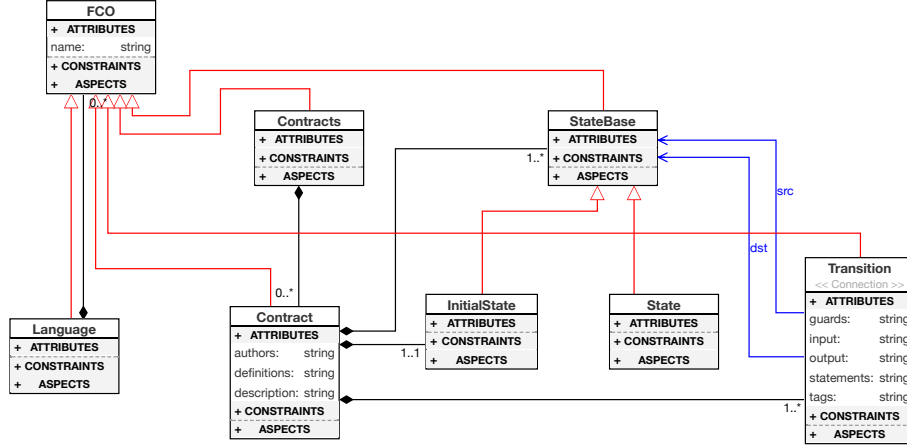 FCO
+ ATTRIBUTES
name: string
+ CONSTRAINTS
+ ASPECTS
0..*
Contracts
+ ATTRIBUTES
+ CONSTRAINTS
+ ASPECTS
StateBase
+ ATTRIBUTES
+ CONSTRAINTS
+ ASPECTS
1..*
src
dst
Transition
<< Connection >>
+ ATTRIBUTES
guards: string
input: string
output: string
statements: string
tags: string
+ CONSTRAINTS
+ ASPECTS
1..*
0..*
Contract
+ ATTRIBUTES
authors: string
definitions: string
description: string
+ CONSTRAINTS
+ ASPECTS
1..1
InitialState
+ ATTRIBUTES
+ CONSTRAINTS
+ ASPECTS
State
+ ATTRIBUTES
+ CONSTRAINTS
+ ASPECTS
Language
+ ATTRIBUTES
+ CONSTRAINTS
+ ASPECTS